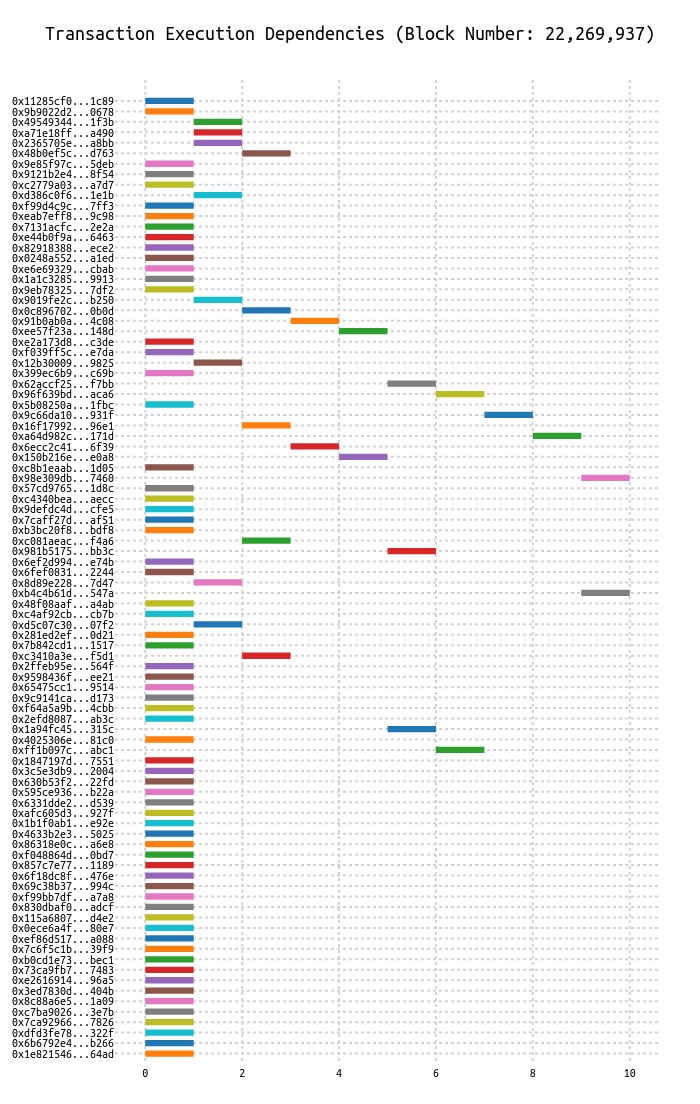 Transaction Execution Dependencies (Block Number: 22,269,937)
0x11285cf0...1c89
0x9b9022d2...0678
0x49549344...1f3b
0xa71e18ff...a490
0x2365705e...a8bb
0x48b0ef5c...d763
0x9e85f97c...5deb
0x9121b2e4...8f54
0xc2779a03...a7d7
0xd386c0f6...1e1b
0xf99d4c9c...7ff3
0xeab7eff8...9c98
0x7131acfc...2e2a
0xe44b0f9a...6463
0x82918388...ece2
0x0248a552...a1ed
0xe6e69329...cbab
0x1a1c3285...9913
0x9eb78325...7df2
0x9019fe2c...b250
0x0c896702...0b0d
0x91b0ab0a...4c08
0xee57f23a...148d
0xe2a173d8...c3de
0xf039ff5c...e7da
0x12b30009...9825
0x399ec6b9...c69b
0x62accf25...f7bb
0x96f639bd...aca6
0x5b08250a...1fbc
0x9c66da10...931f
0x16f17992...96e1
0xa64d982c...171d
0x6ecc2c41...6f39
0x150b216e...e0a8
0xc8b1eaab...1d05
0x98e309db...7460
0x57cd9765...1d8c
0xc4340bea...aecc
0x9defdc4d...cfe5
0x7caff27d...af51
0xb3bc20f8...bdf8
0xc081aeac...f4a6
0x981b5175...bb3c
0x6ef2d994...e74b
0x6fef0831...2244
0x8d89e228...7d47
0xb4c4b61d...547a
0x48f08aaf...a4ab
0xc4af92cb...cb7b
0xd5c07c30...07f2
0x281ed2ef...0d21
0x7b842cd1...1517
0xc3410a3e...f5d1
0x2ffeb95e...564f
0x9598436f...ee21
0x65475cc1...9514
0x9c9141ca...d173
0xf64a5a9b...4cbb
0x2efd8087...ab3c
0x1a94fc45...315c
0x4025306e...81c0
0xff1b097c...abc1
0x1847197d...7551
0x3c5e3db9...2004
0x630b53f2...22fd
0x595ce936...b22a
0x6331dde2...d539
0xafc605d3...927f
0x1b1f0ab1...e92e
0x4633b2e3...5025
0x86318e0c...a6e8
0xf048864d...0bd7
0x857c7e77...1189
0x6f18dc8f...476e
0x69c38b37...994c
0xf99bb7df...a7a8
0x830dbaf0...adcf
0x115a6807...d4e2
0x0ece6a4f...80e7
0xef86d517...a088
0x7c6f5c1b...39f9
0xb0cd1e73...bec1
0x73ca9fb7...7483
0xe2616914...96a5
0x3ed7830d...404b
0x8c88a6e5...1a09
0xc7ba9026...3e7b
0x7ca92966...7826
0xdfd3fe78...322f
0x6b6792e4...b266
0x1e821546...64ad
0 2 4 6 8 10